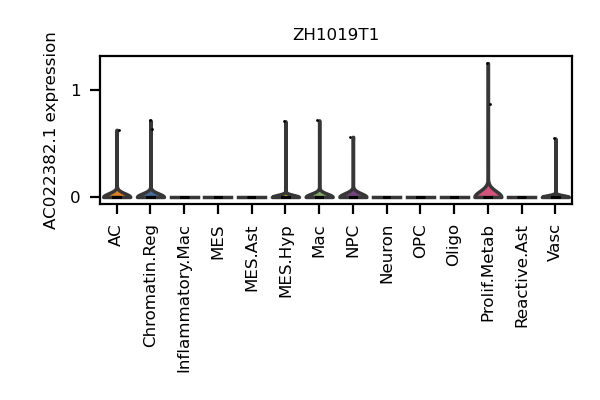 ZH1019T1
AC022382.1 expression
1
0
AC
Chromatin.Reg
Inflammatory.Mac
MES
MES.Ast
MES.Hyp
Mac
NPC
Neuron
OPC
Oligo
Prolif.Metab
Reactive.Ast
Vasc